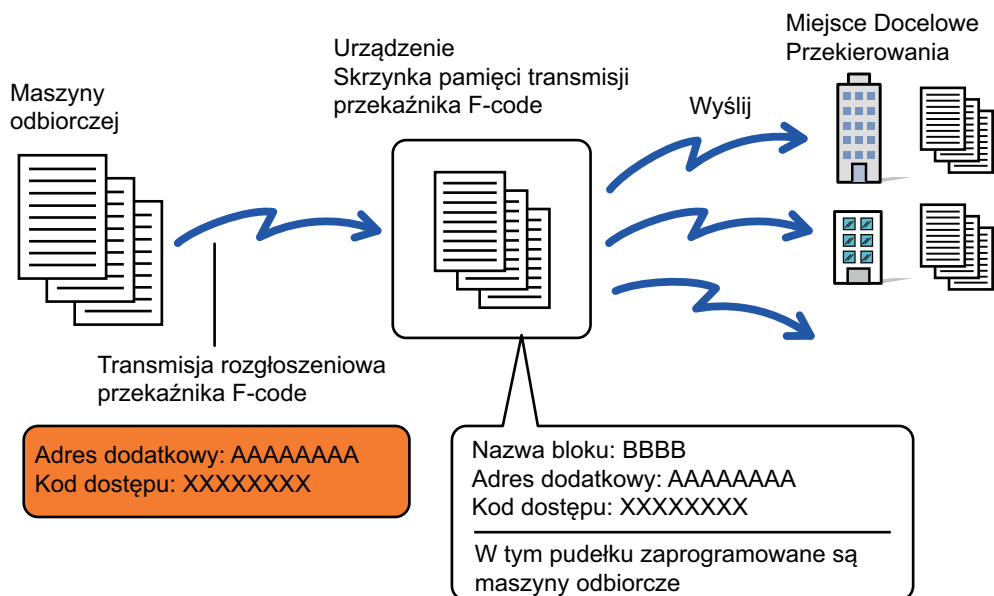 Maszyny
odbiorczej
Urządzenie
Skrzynka pamięci transmisji
przekaźnika F-code
Wyślij
Miejsce Docelowe
Przekierowania
Transmisja rozgłoszeniowa
przekaźnika F-code
Adres dodatkowy: AAAAAAAA
Kod dostępu: XXXXXXXX
Nazwa bloku: BBBB
Adres dodatkowy: AAAAAAAA
Kod dostępu: XXXXXXXX
W tym pudełku zaprogramowane są
maszyny odbiorcze